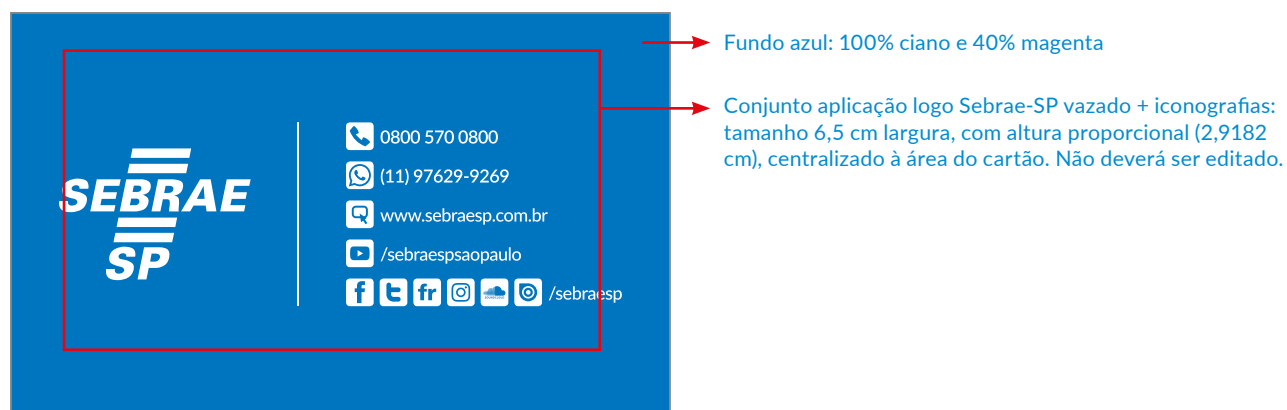 SEBRAE
SP
0800 570 0800
(11) 97629-9269
www.sebraesp.com.br
/sebraespsaopaulo
f t fr /sebraesp
Fundo azul: 100% ciano e 40% magenta
Conjunto aplicação logo Sebrae-SP vazado + iconografias:
tamanho 6,5 cm largura, com altura proporcional (2,9182
cm), centralizado à área do cartão. Não deverá ser editado.